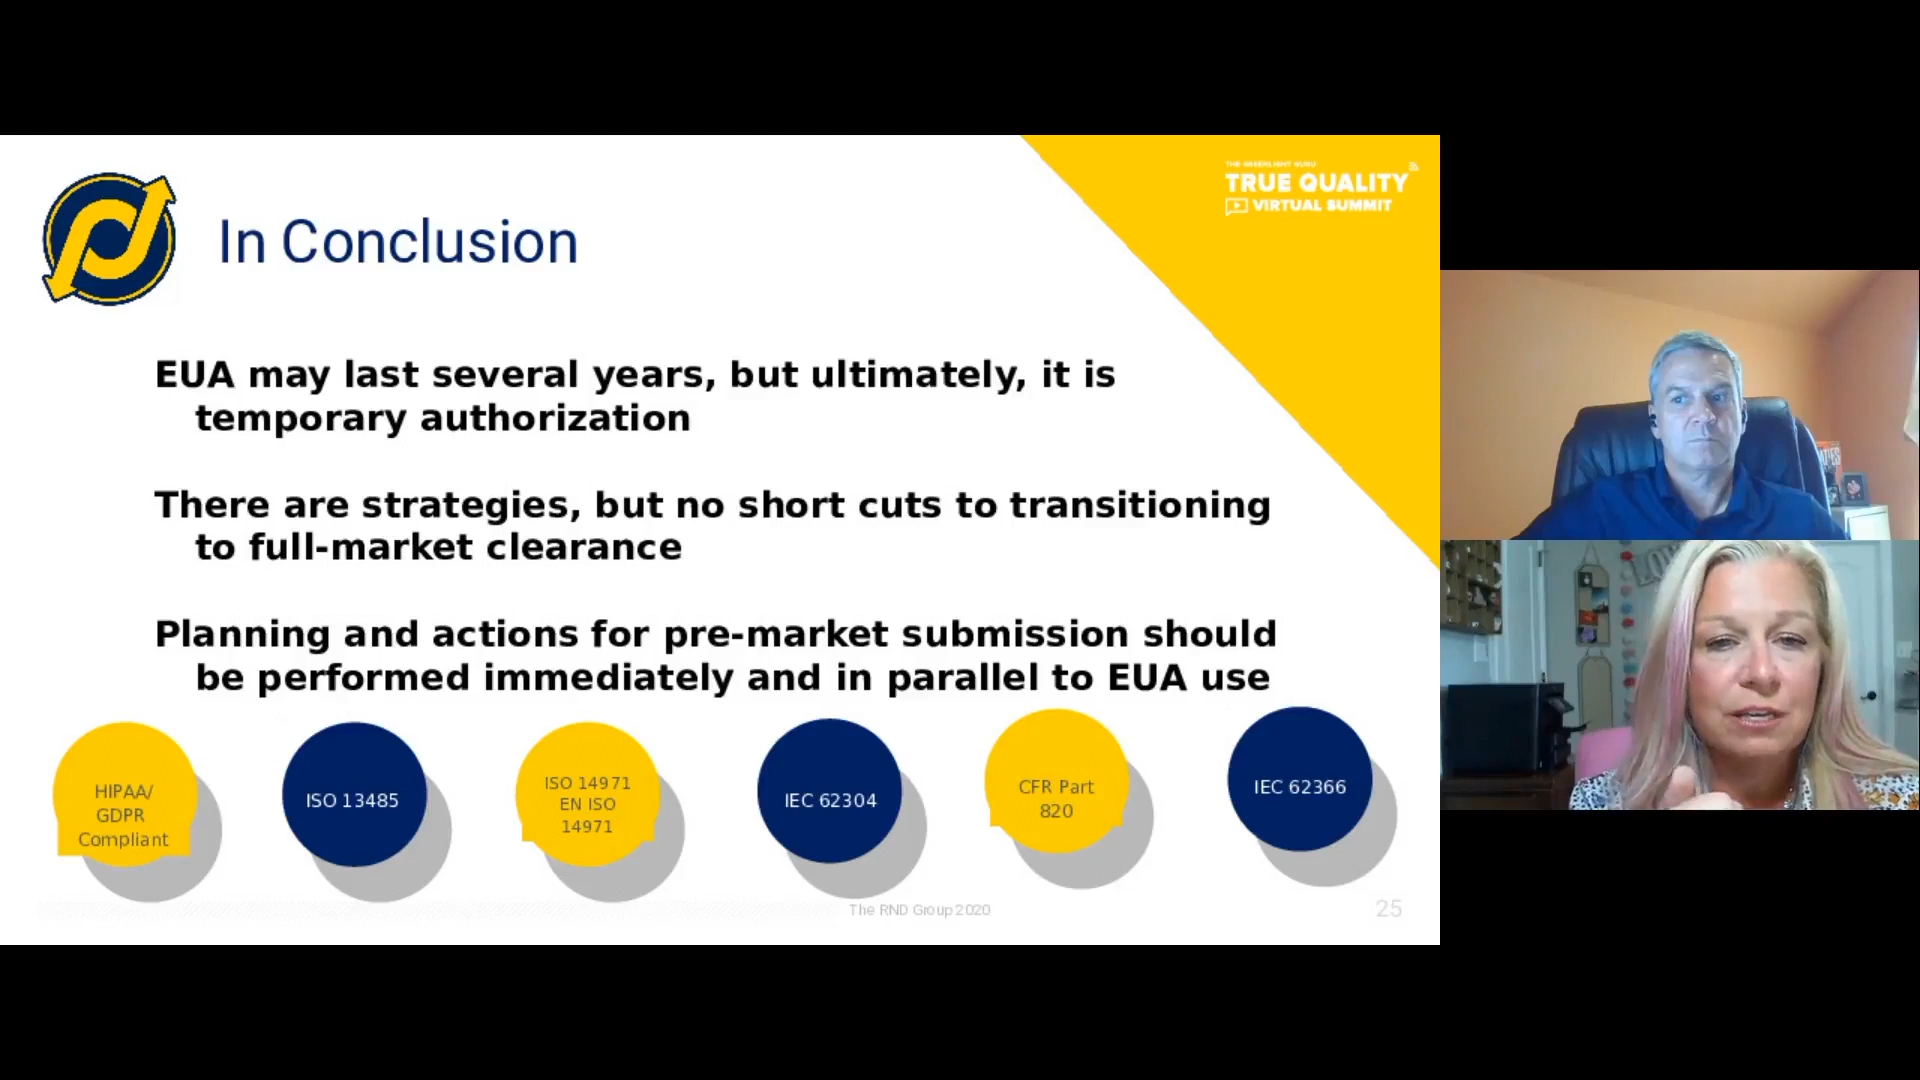 THE GREENLIGHT GURU
TRUE QUALITY
VIRTUAL SUMMIT
In Conclusion
EUA may last several years, but ultimately, it is
temporary authorization
There are strategies, but no short cuts to transitioning
to full-market clearance
Planning and actions for pre-market submission should
be performed immediately and in parallel to EUA use
HIPAA/
GDPR
Compliant
ISO 13485
ISO 14971
EN ISO
14971
IEC 62304
CFR Part
820
IEC 62366
The RND Group 2020
25